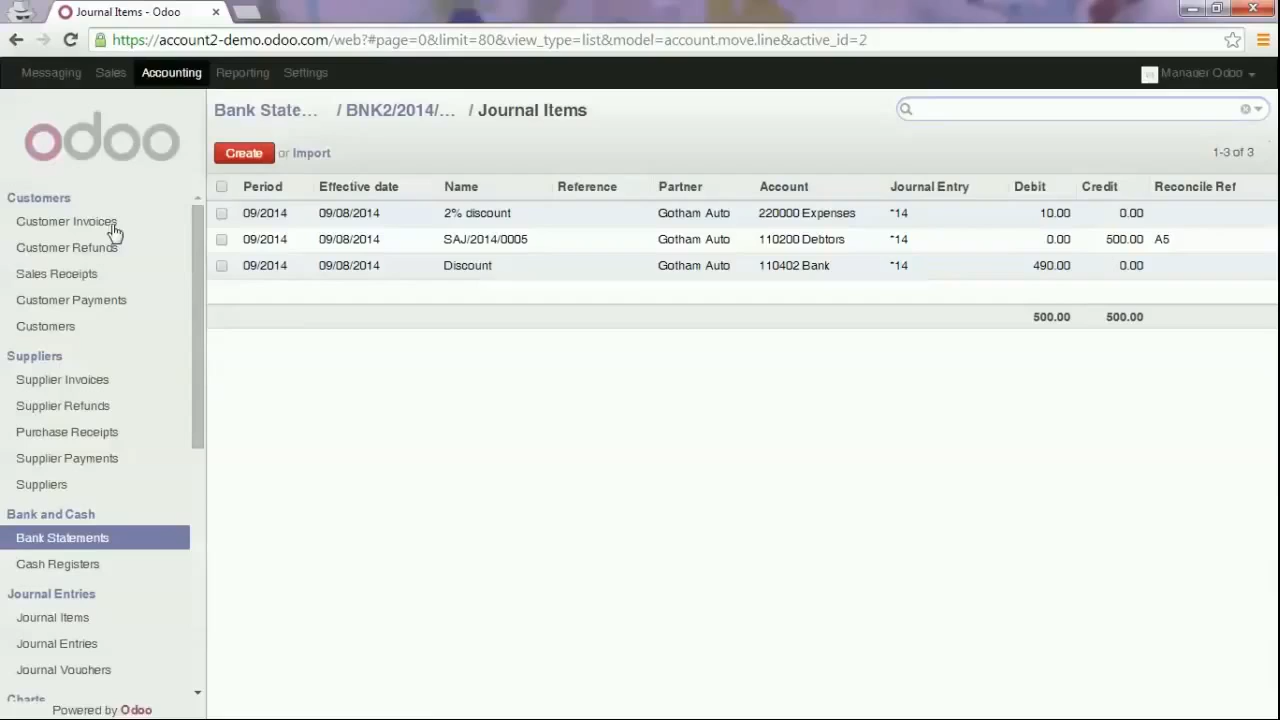 Journal Items - Odoo
https://account2-demo.odoo.com/web?#page=0&limit=80&view_type=list&model=account.move.line&active_id=2
Messaging Sales Accounting Reporting Settings Manager Odoo
odoo
Bank State... / BNK2/2014/... / Journal Items
Create or Import 1-3 of 3
Period Effective date Name Reference Partner Account Journal Entry Debit Credit Reconcile Ref
09/2014 09/08/2014 2% discount Gotham Auto 220000 Expenses *14 10.00 0.00
09/2014 09/08/2014 SAJ/2014/0005 Gotham Auto 110200 Debtors *14 0.00 500.00 A5
09/2014 09/08/2014 Discount Gotham Auto 110402 Bank *14 490.00 0.00
500.00 500.00
Customers
Customer Invoices
Customer Refunds
Sales Receipts
Customer Payments
Customers
Suppliers
Supplier Invoices
Supplier Refunds
Purchase Receipts
Supplier Payments
Suppliers
Bank and Cash
Bank Statements
Cash Registers
Journal Entries
Journal Items
Journal Entries
Journal Vouchers
Charts
Powered by Odoo